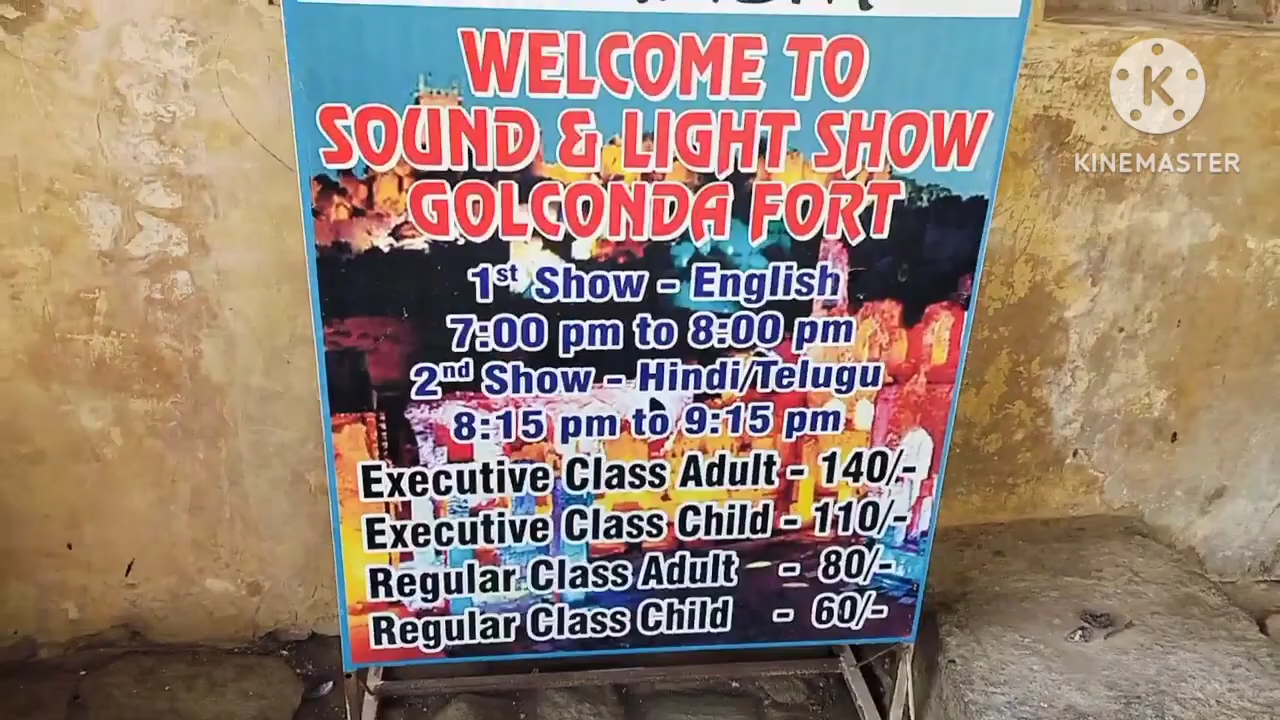 WELCOME TO
SOUND & LIGHT SHOW
GOLCONDA FORT
1st Show - English
7:00 pm to 8:00 pm
2nd Show - Hindi/Telugu
8:15 pm to 9:15 pm
Executive Class Adult - 140/-
Executive Class Child - 110/-
Regular Class Adult - 80/-
Regular Class Child - 60/-
K
KINEMASTER